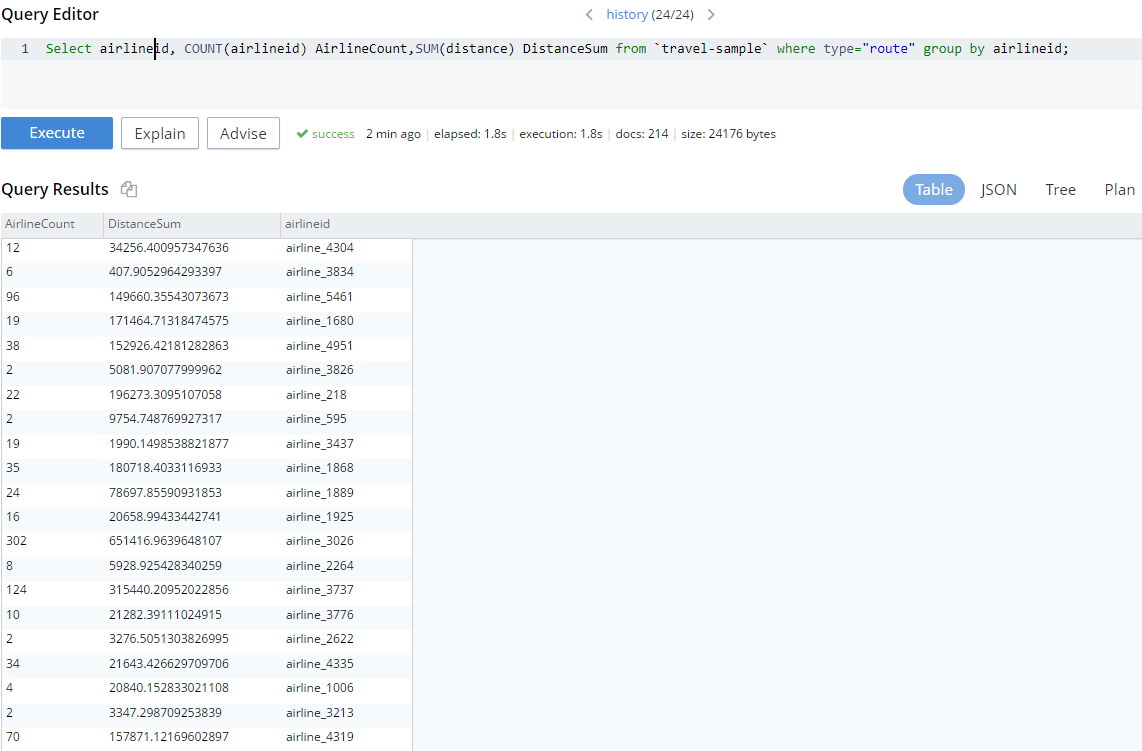 Query Editor
history (24/24)
1 Select airlineid, COUNT(airlineid) AirlineCount,SUM(distance) DistanceSum from `travel-sample` where type="route" group by airlineid;
Execute Explain Advise success 2 min ago | elapsed: 1.8s | execution: 1.8s | docs: 214 | size: 24176 bytes
Query Results
Table JSON Tree Plan
AirlineCount DistanceSum airlineid
12 34256.400957347636 airline_4304
6 407.9052964293397 airline_3834
96 149660.35543073673 airline_5461
19 171464.71318474575 airline_1680
38 152926.42181282863 airline_4951
2 5081.907077999962 airline_3826
22 196273.3095107058 airline_218
2 9754.748769927317 airline_595
19 1990.1498538821877 airline_3437
35 180718.4033116933 airline_1868
24 78697.85590931853 airline_1889
16 20658.99433442741 airline_1925
302 651416.9639648107 airline_3026
8 5928.925428340259 airline_2264
124 315440.20952022856 airline_3737
10 21282.39111024915 airline_3776
2 3276.5051303826995 airline_2622
34 21643.426629709706 airline_4335
4 20840.152833021108 airline_1006
2 3347.298709253839 airline_3213
70 157871.12169602897 airline_4319